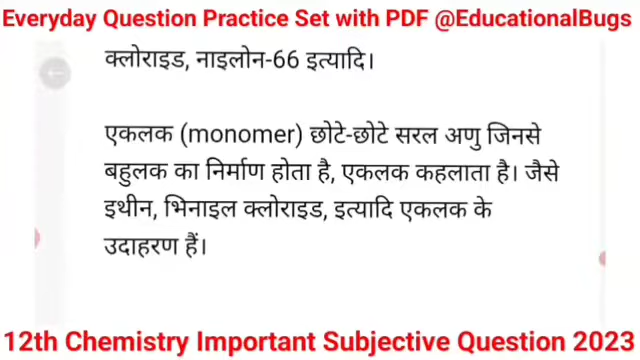 Everyday Question Practice Set with PDF @EducationalBugs
क्लोराइड, नाइलोन-66 इत्यादि।
एकलक (monomer) छोटे-छोटे सरल अणु जिनसे
बहुलक का निर्माण होता है, एकलक कहलाता है। जैसे
इथीन, भिनाइल क्लोराइड, इत्यादि एकलक के
उदाहरण हैं।
12th Chemistry Important Subjective Question 2023